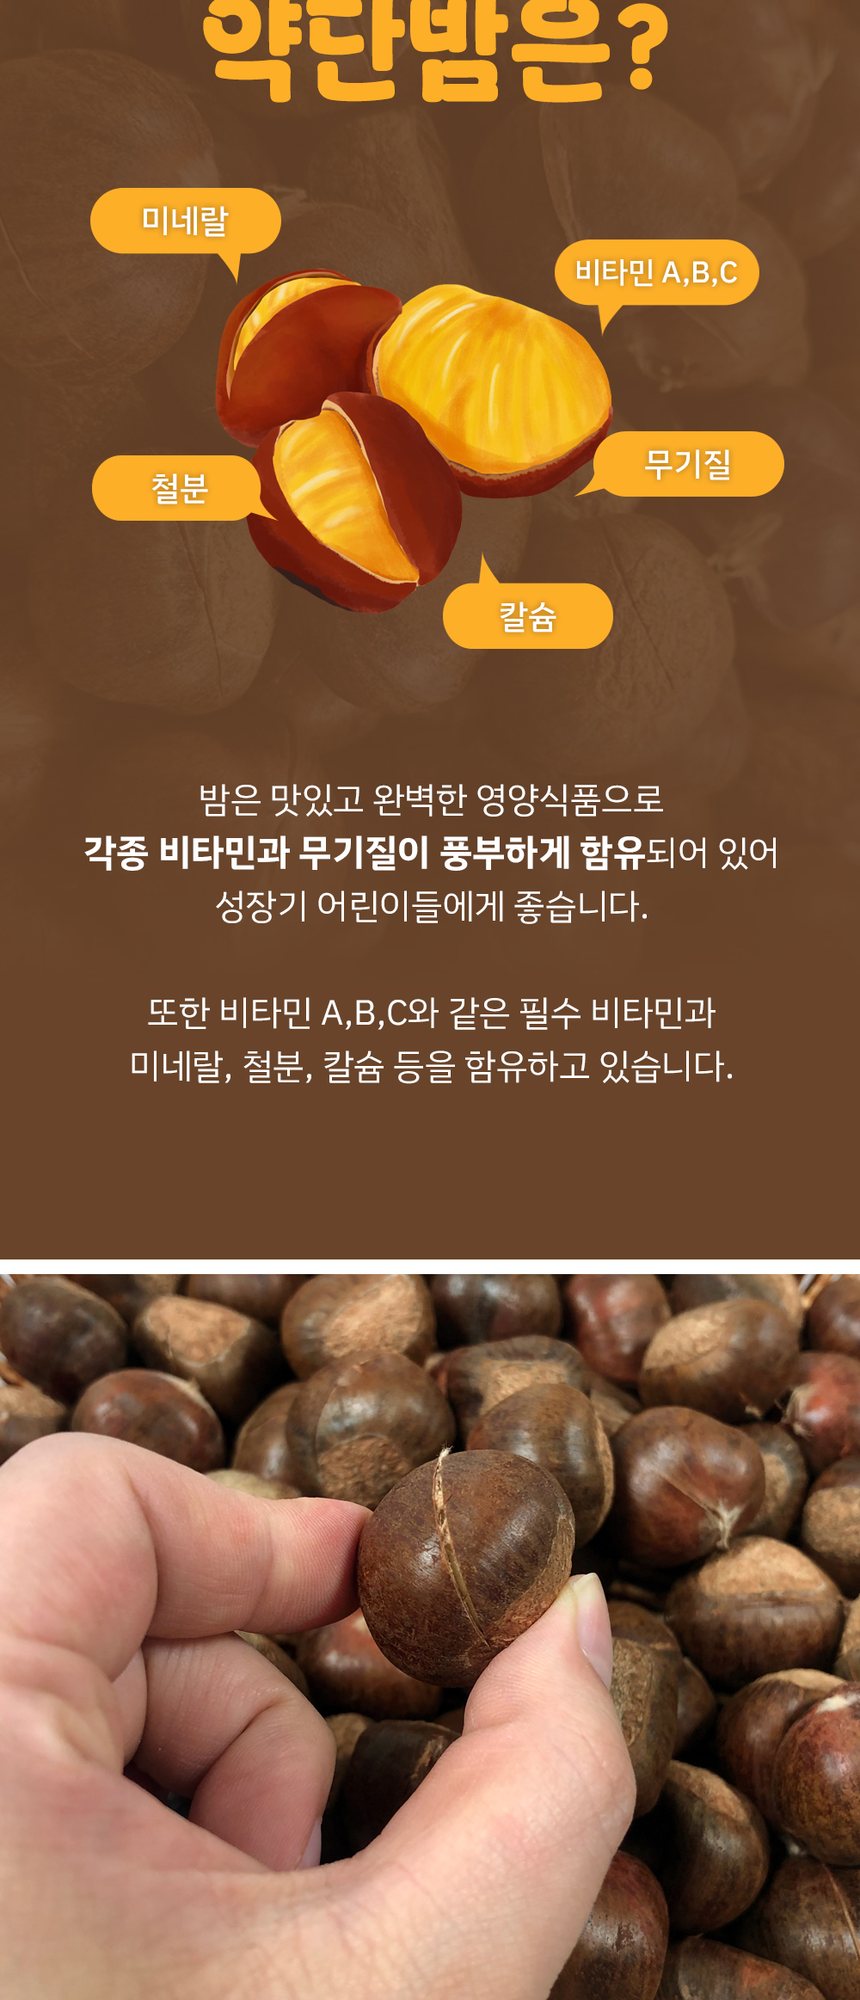 약단밤은?
미네랄
비타민 A,B,C
철분
무기질
칼슘
밤은 맛있고 완벽한 영양식품으로
각종 비타민과 무기질이 풍부하게 함유되어 있어
성장기 어린이들에게 좋습니다.
또한 비타민 A,B,C와 같은 필수 비타민과
미네랄, 철분, 칼슘 등을 함유하고 있습니다.